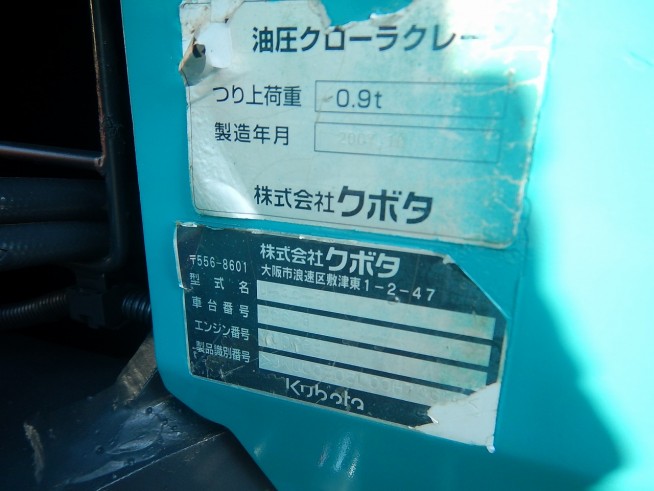 油圧クローラクレー
つり上荷重 0.9t
製造年月
株式会社クボタ
〒556-8601 株式会社クボタ
大阪市浪速区敷津東1-2-47
型式名
車台番号
エンジン番号
製品識別番号
Kubota